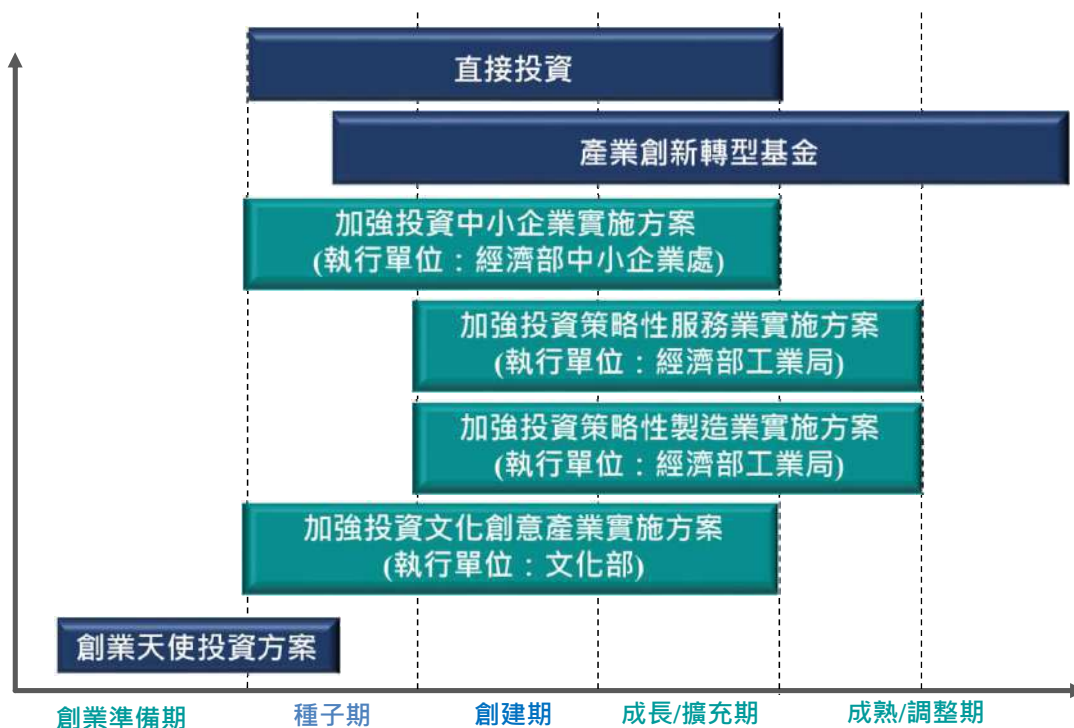 直接投資
產業創新轉型基金
加強投資中小企業實施方案
(執行單位：經濟部中小企業處)
加強投資策略性服務業實施方案
(執行單位：經濟部工業局)
加強投資策略性製造業實施方案
(執行單位：經濟部工業局)
加強投資文化創意產業實施方案
(執行單位：文化部)
創業天使投資方案
創業準備期
種子期
創建期
成長/擴充期
成熟/調整期